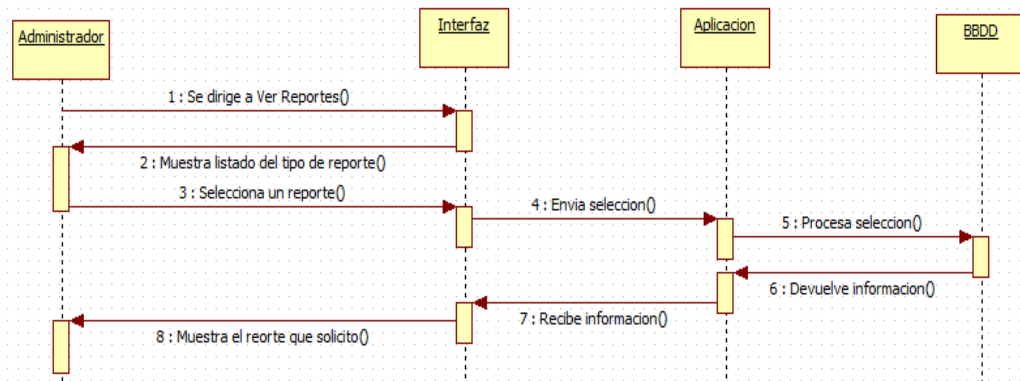 Administrador
Interfaz
Aplicacion
BBDD
1 : Se dirige a Ver Reportes()
2 : Muestra listado del tipo de reporte()
3 : Selecciona un reporte()
4 : Envia seleccion()
5 : Procesa seleccion()
6 : Devuelve informacion()
7 : Recibe informacion()
8 : Muestra el reorte que solicito()